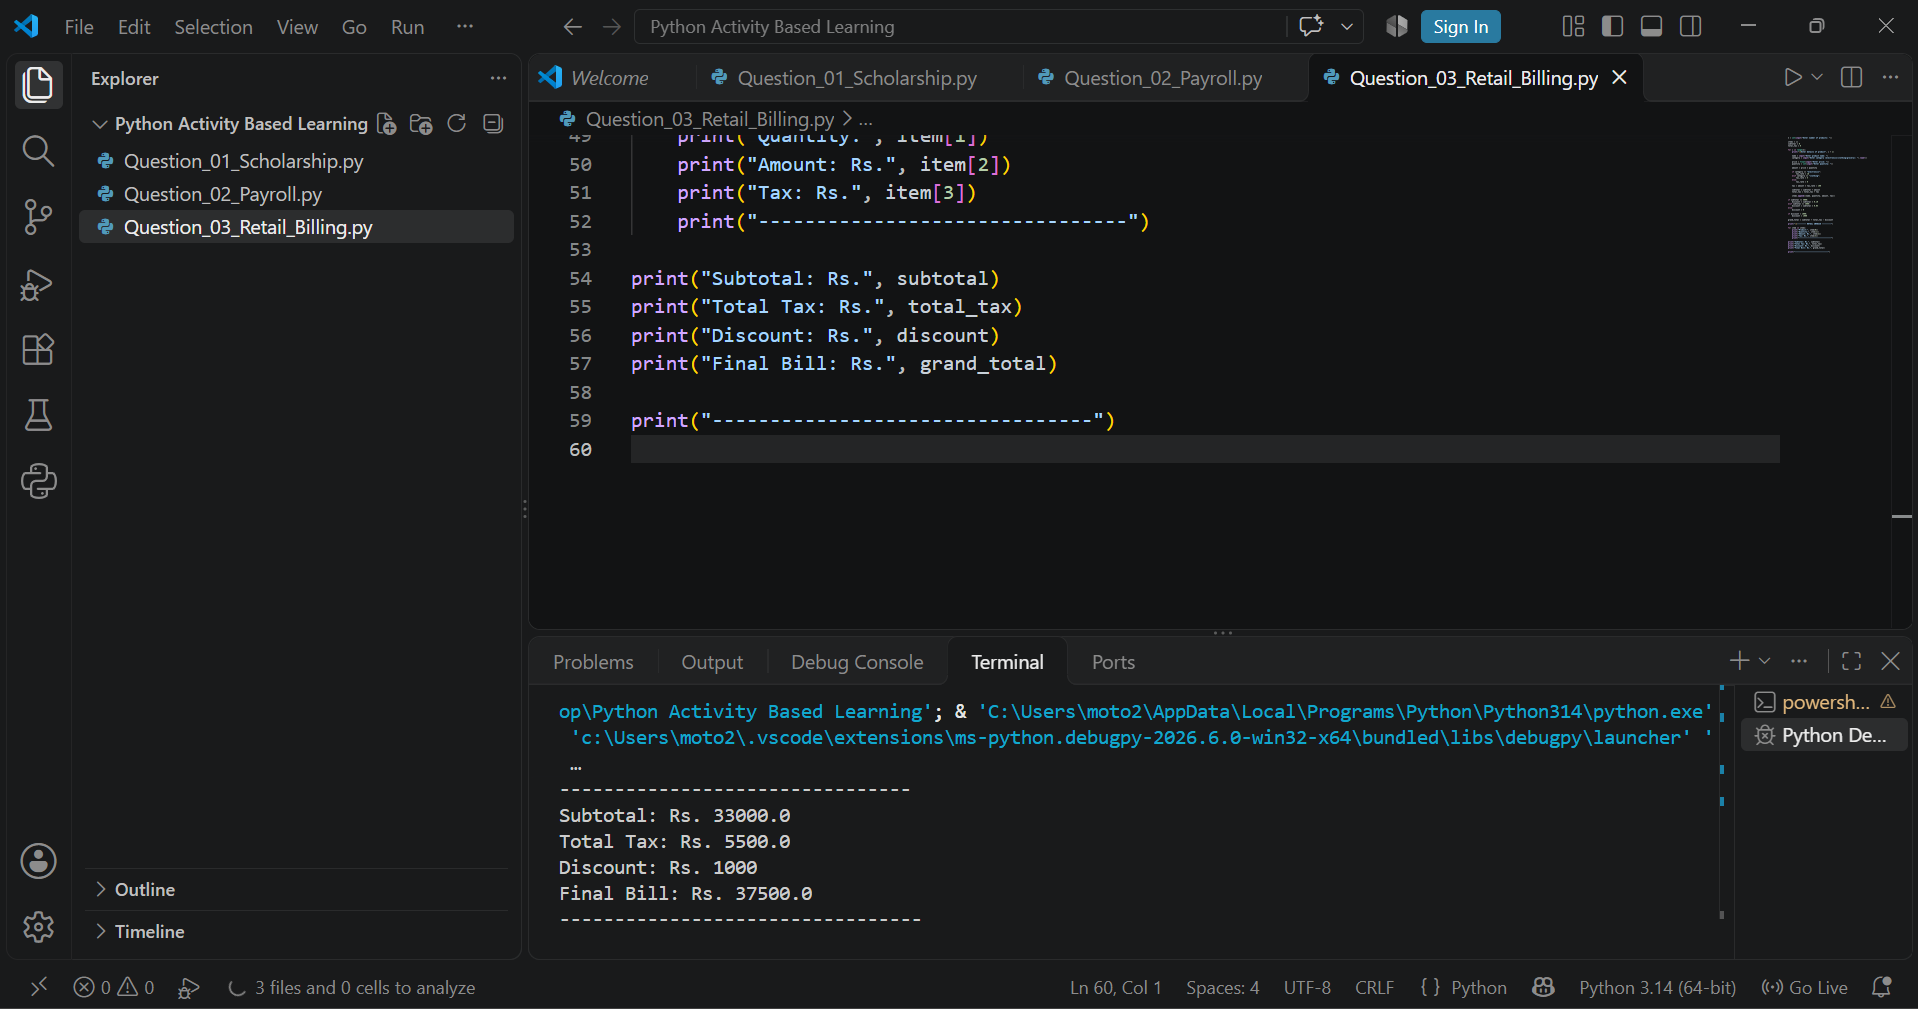 File Edit Selection View Go Run ···
Python Activity Based Learning
Sign In
Explorer
Python Activity Based Learning
Question_01_Scholarship.py
Question_02_Payroll.py
Question_03_Retail_Billing.py
Outline
Timeline
Welcome Question_01_Scholarship.py Question_02_Payroll.py Question_03_Retail_Billing.py
Question_03_Retail_Billing.py > ...
49 print("Quantity:", item[1])
50 print("Amount: Rs.", item[2])
51 print("Tax: Rs.", item[3])
52 print("--------------------------------")
53
54 print("Subtotal: Rs.", subtotal)
55 print("Total Tax: Rs.", total_tax)
56 print("Discount: Rs.", discount)
57 print("Final Bill: Rs.", grand_total)
58
59 print("---------------------------------")
60
Problems Output Debug Console Terminal Ports
op\Python Activity Based Learning'; & 'C:\Users\moto2\AppData\Local\Programs\Python\Python314\python.exe'
'c:\Users\moto2\.vscode\extensions\ms-python.debugpy-2026.6.0-win32-x64\bundled\libs\debugpy\launcher' '
…
--------------------------------
Subtotal: Rs. 33000.0
Total Tax: Rs. 5500.0
Discount: Rs. 1000
Final Bill: Rs. 37500.0
---------------------------------
powersh...
Python De...
0 0 3 files and 0 cells to analyze
Ln 60, Col 1 Spaces: 4 UTF-8 CRLF {} Python Python 3.14 (64-bit) Go Live